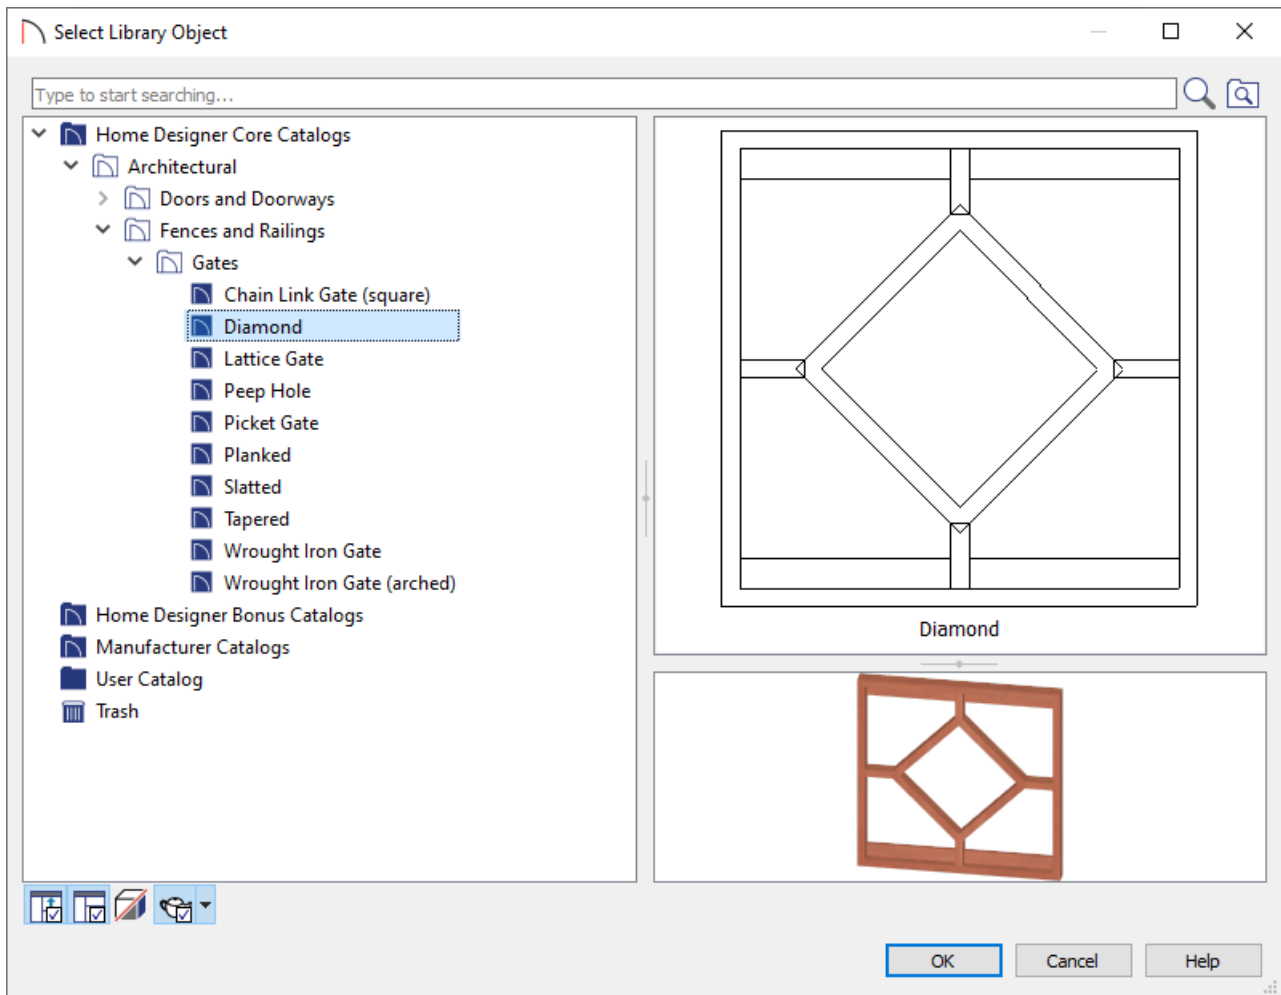 Select Library Object
Type to start searching...
Home Designer Core Catalogs
Architectural
Doors and Doorways
Fences and Railings
Gates
Chain Link Gate (square)
Diamond
Lattice Gate
Peep Hole
Picket Gate
Planked
Slatted
Tapered
Wrought Iron Gate
Wrought Iron Gate (arched)
Home Designer Bonus Catalogs
Manufacturer Catalogs
User Catalog
Trash
Diamond
OK
Cancel
Help